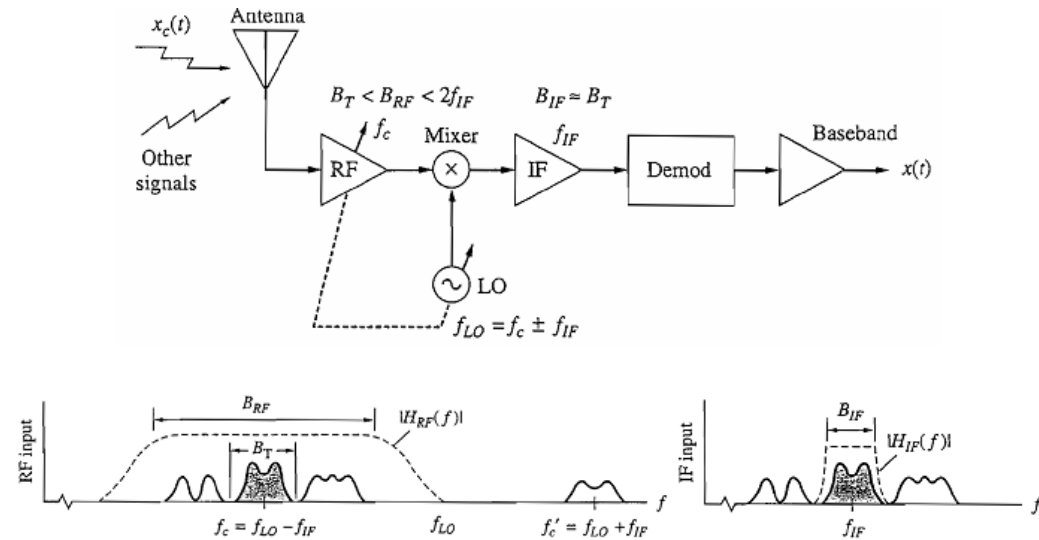 x_c(t)
Antenna
Other
signals
B_T < B_RF < 2f_IF
B_IF ≃ B_T
f_c
Mixer
f_IF
Baseband
RF
×
IF
Demod
x(t)
LO
f_LO = f_c ± f_IF
RF input
B_RF
|H_RF(f)|
B_T
f_c = f_LO − f_IF
f_LO
f_c′ = f_LO + f_IF
f
IF input
B_IF
|H_IF(f)|
f_IF
f